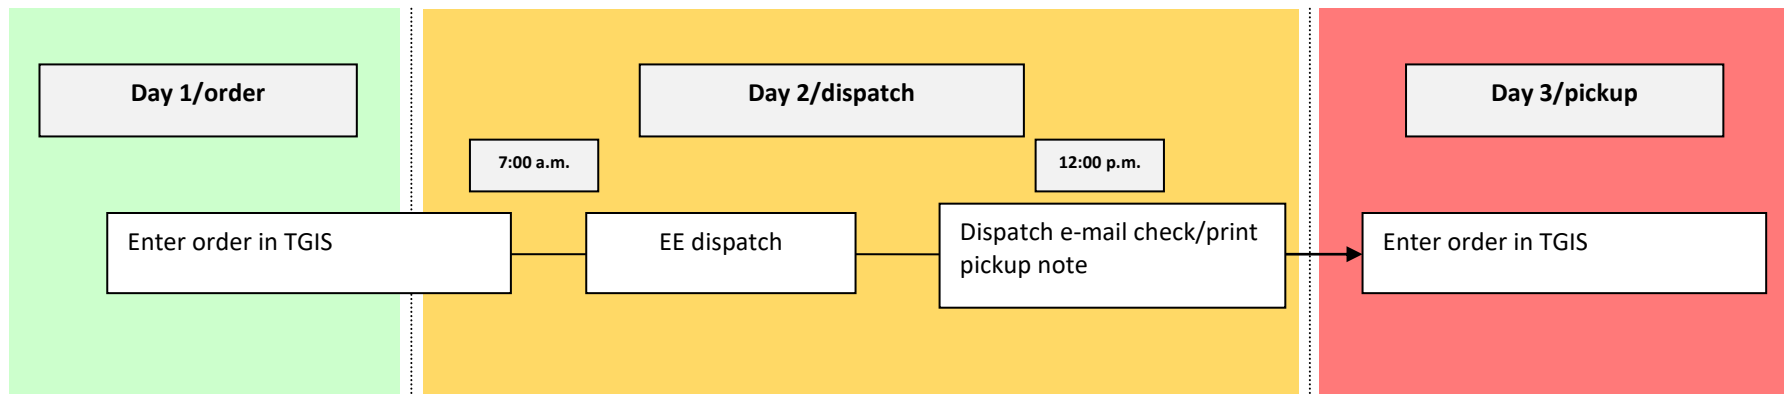 Day 1/order
Day 2/dispatch
Day 3/pickup
7:00 a.m.
12:00 p.m.
Enter order in TGIS
EE dispatch
Dispatch e-mail check/print
pickup note
Enter order in TGIS